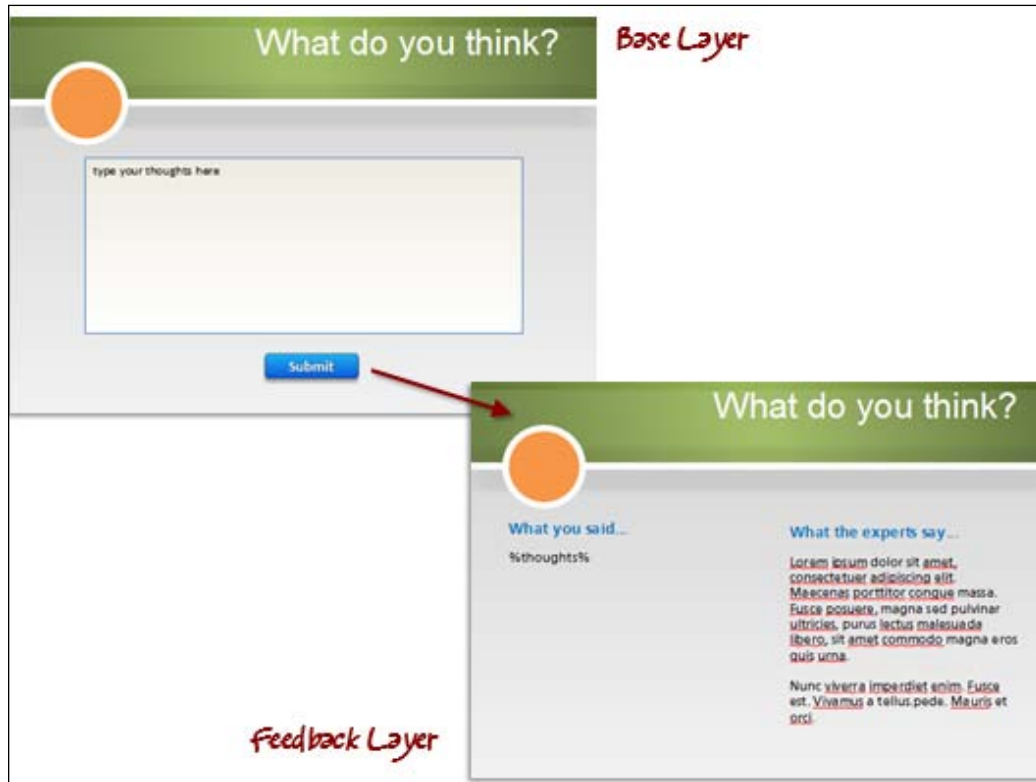 What do you think?
Base Layer
type your thoughts here
Submit
What do you think?
What you said...
%thoughts%
What the experts say...
Lorem ipsum dolor sit amet,
consectetuer adipiscing elit.
Maecenas porttitor congue massa.
Fusce posuere, magna sed pulvinar
ultricies, purus lectus malesuada
libero, sit amet commodo magna eros
quis urna.
Nunc viverra imperdiet enim. Fusce
est. Vivamus a tellus.pede. Mauris et
orci.
Feedback Layer